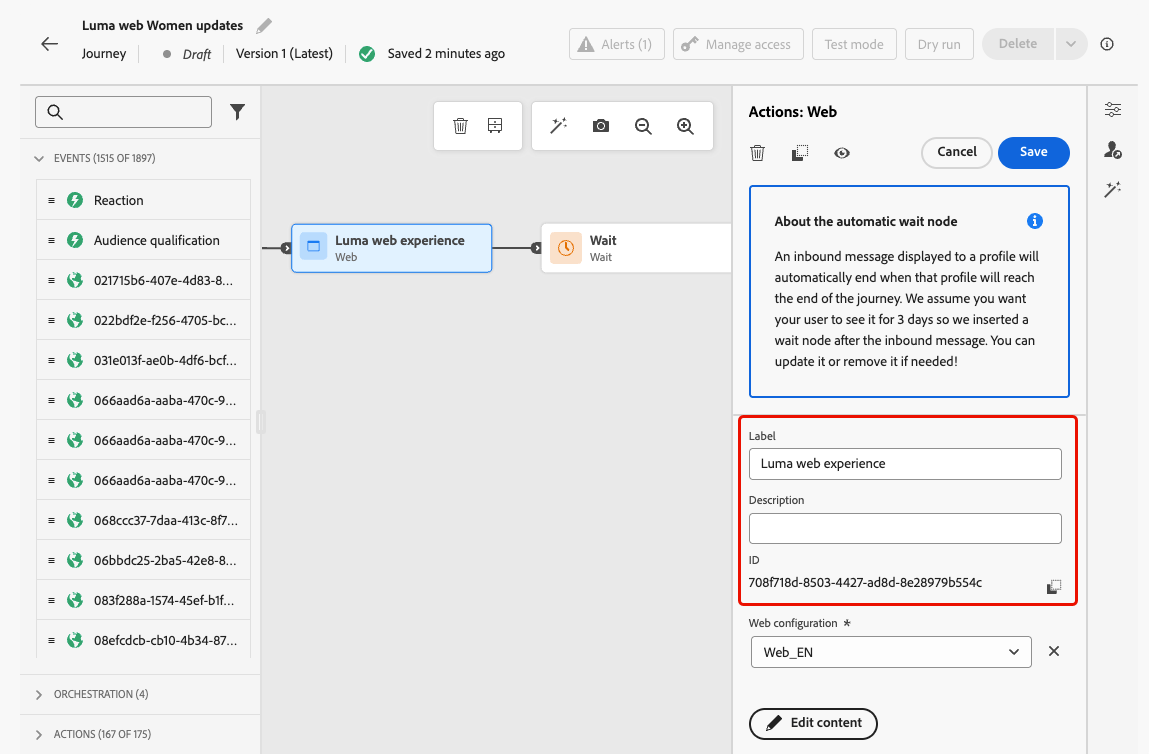 Luma web Women updates
Journey
Draft
Version 1 (Latest)
Saved 2 minutes ago
Alerts (1)
Manage access
Test mode
Dry run
Delete
EVENTS (1515 OF 1897)
Reaction
Audience qualification
021715b6-407e-4d83-8...
022bdf2e-f256-4705-bc...
031e013f-ae0b-4df6-bcf...
066aad6a-aaba-470c-9...
066aad6a-aaba-470c-9...
066aad6a-aaba-470c-9...
068ccc37-7daa-413c-8f7...
06bbdc25-2ba5-42e8-8...
083f288a-1574-45ef-b1f...
08efcdcb-cb10-4b34-87...
ORCHESTRATION (4)
ACTIONS (167 OF 175)
Luma web experience
Web
Wait
Wait
Actions: Web
Cancel
Save
About the automatic wait node
An inbound message displayed to a profile will
automatically end when that profile will reach
the end of the journey. We assume you want
your user to see it for 3 days so we inserted a
wait node after the inbound message. You can
update it or remove it if needed!
Label
Luma web experience
Description
ID
708f718d-8503-4427-ad8d-8e28979b554c
Web configuration *
Web_EN
Edit content